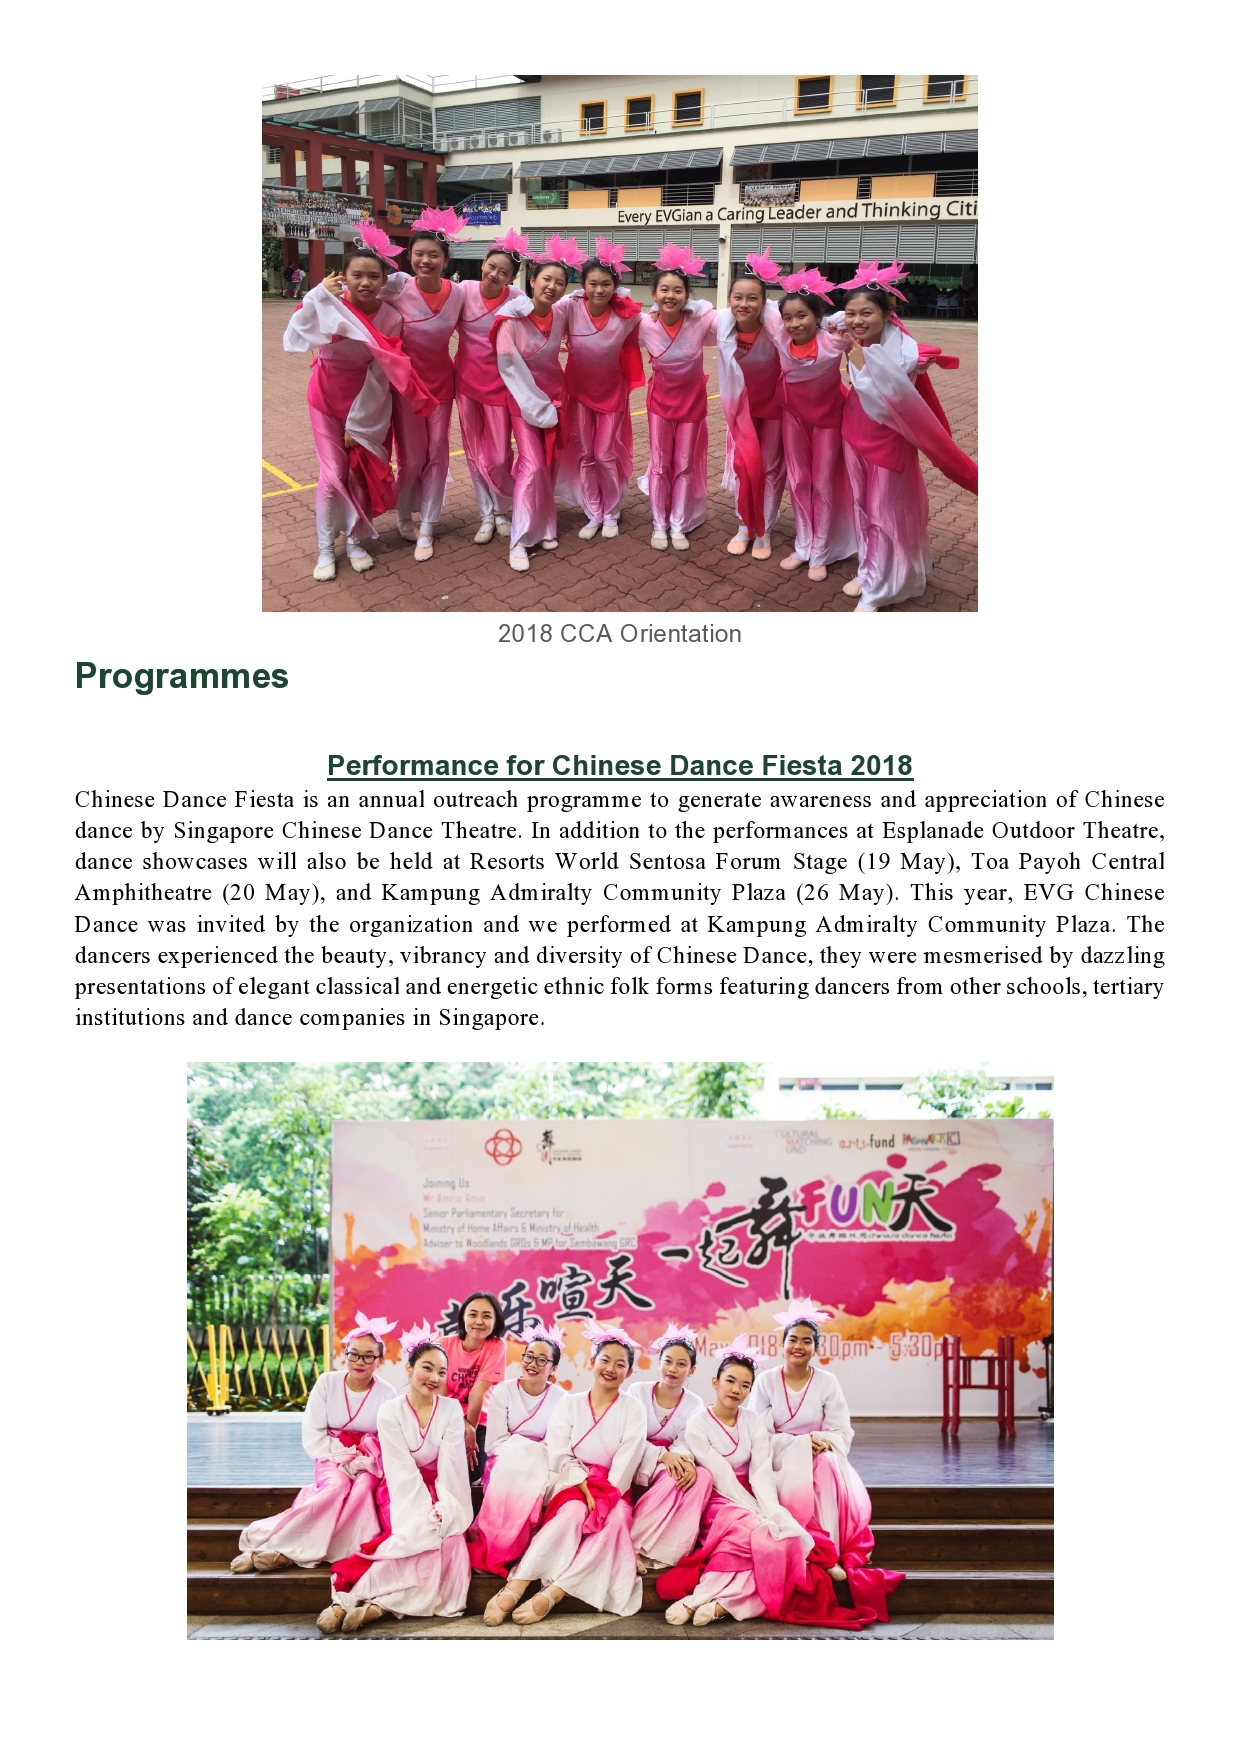 Every EVGian a Caring Leader and Thinking Citi
2018 CCA Orientation
Programmes
Performance for Chinese Dance Fiesta 2018
Chinese Dance Fiesta is an annual outreach programme to generate awareness and appreciation of Chinese
dance by Singapore Chinese Dance Theatre. In addition to the performances at Esplanade Outdoor Theatre,
dance showcases will also be held at Resorts World Sentosa Forum Stage (19 May), Toa Payoh Central
Amphitheatre (20 May), and Kampung Admiralty Community Plaza (26 May). This year, EVG Chinese
Dance was invited by the organization and we performed at Kampung Admiralty Community Plaza. The
dancers experienced the beauty, vibrancy and diversity of Chinese Dance, they were mesmerised by dazzling
presentations of elegant classical and energetic ethnic folk forms featuring dancers from other schools, tertiary
institutions and dance companies in Singapore.
CULTURAL
MATCHING
FUND
arts fund
Joining Us:
Mr Amrin Amin
Senior Parliamentary Secretary for
Ministry of Home Affairs & Ministry of Health
Adviser to Woodlands GROs & MP for Sembawang GRC
一起舞FUN天
乐喧天
May 018 30pm - 5:30p